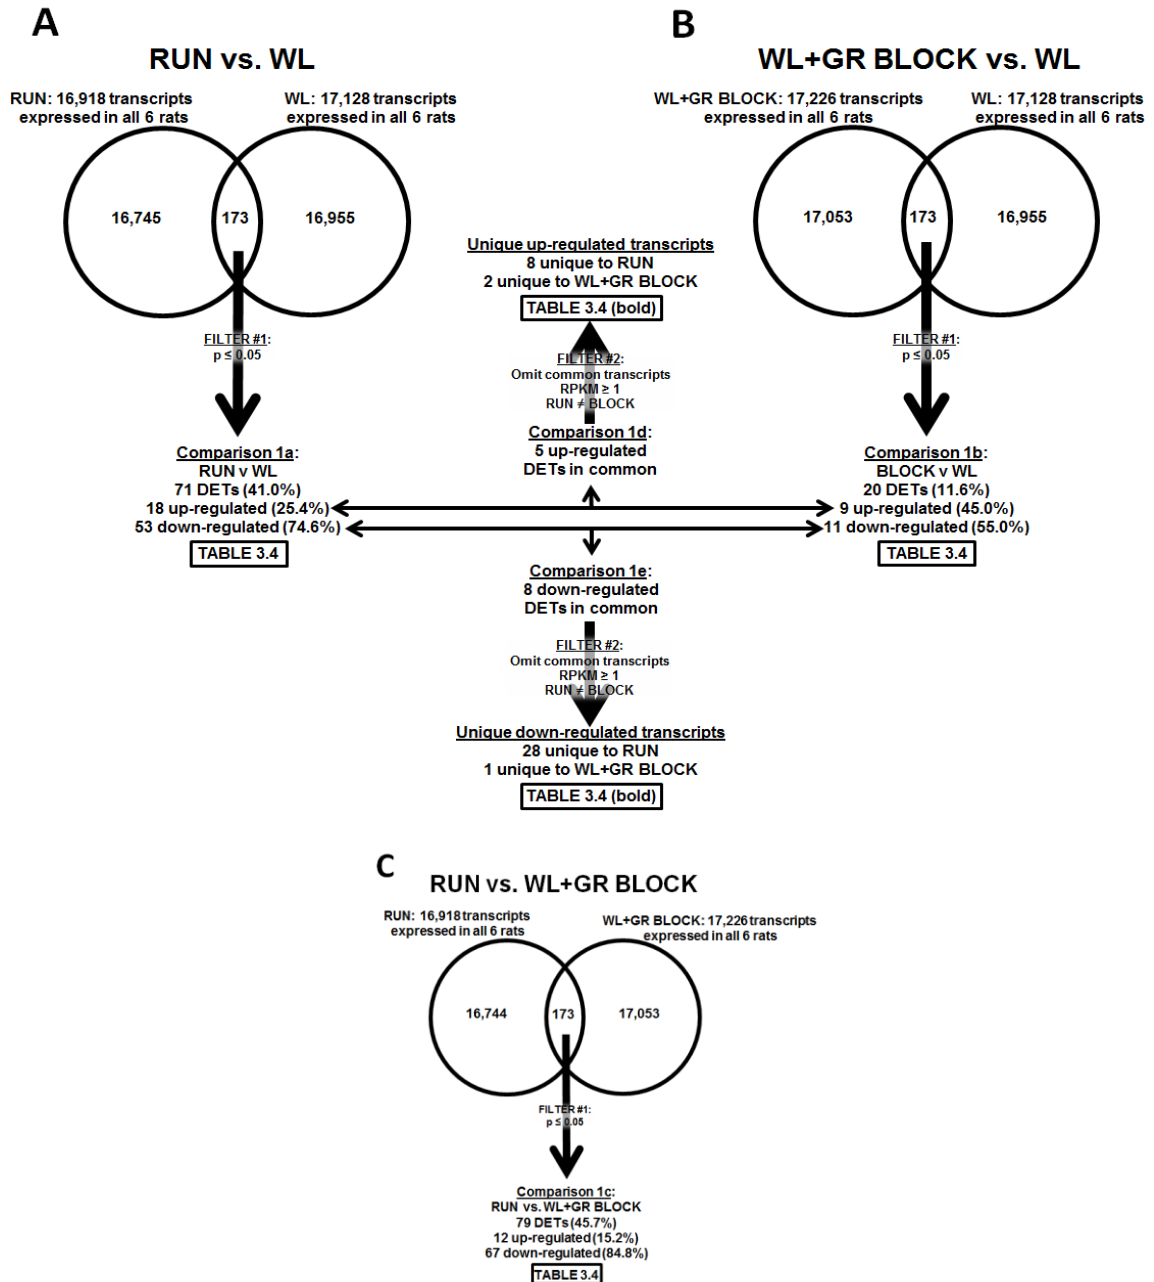 A
RUN vs. WL
RUN: 16,918 transcripts
expressed in all 6 rats
WL: 17,128 transcripts
expressed in all 6 rats
16,745
173
16,955
FILTER #1:
p ≤ 0.05
Comparison 1a:
RUN v WL
71 DETs (41.0%)
18 up-regulated (25.4%)
53 down-regulated (74.6%)
TABLE 3.4
Unique up-regulated transcripts
8 unique to RUN
2 unique to WL+GR BLOCK
TABLE 3.4 (bold)
FILTER #2:
Omit common transcripts
RPKM ≥ 1
RUN ≠ BLOCK
Comparison 1d:
5 up-regulated
DETs in common
Comparison 1e:
8 down-regulated
DETs in common
FILTER #2:
Omit common transcripts
RPKM ≥ 1
RUN ≠ BLOCK
Unique down-regulated transcripts
28 unique to RUN
1 unique to WL+GR BLOCK
TABLE 3.4 (bold)
B
WL+GR BLOCK vs. WL
WL+GR BLOCK: 17,226 transcripts
expressed in all 6 rats
WL: 17,128 transcripts
expressed in all 6 rats
17,053
173
16,955
FILTER #1:
p ≤ 0.05
Comparison 1b:
BLOCK v WL
20 DETs (11.6%)
9 up-regulated (45.0%)
11 down-regulated (55.0%)
TABLE 3.4
C
RUN vs. WL+GR BLOCK
RUN: 16,918 transcripts
expressed in all 6 rats
WL+GR BLOCK: 17,226 transcripts
expressed in all 6 rats
16,744
173
17,053
FILTER #1:
p ≤ 0.05
Comparison 1c:
RUN vs. WL+GR BLOCK
79 DETs (45.7%)
12 up-regulated (15.2%)
67 down-regulated (84.8%)
TABLE 3.4